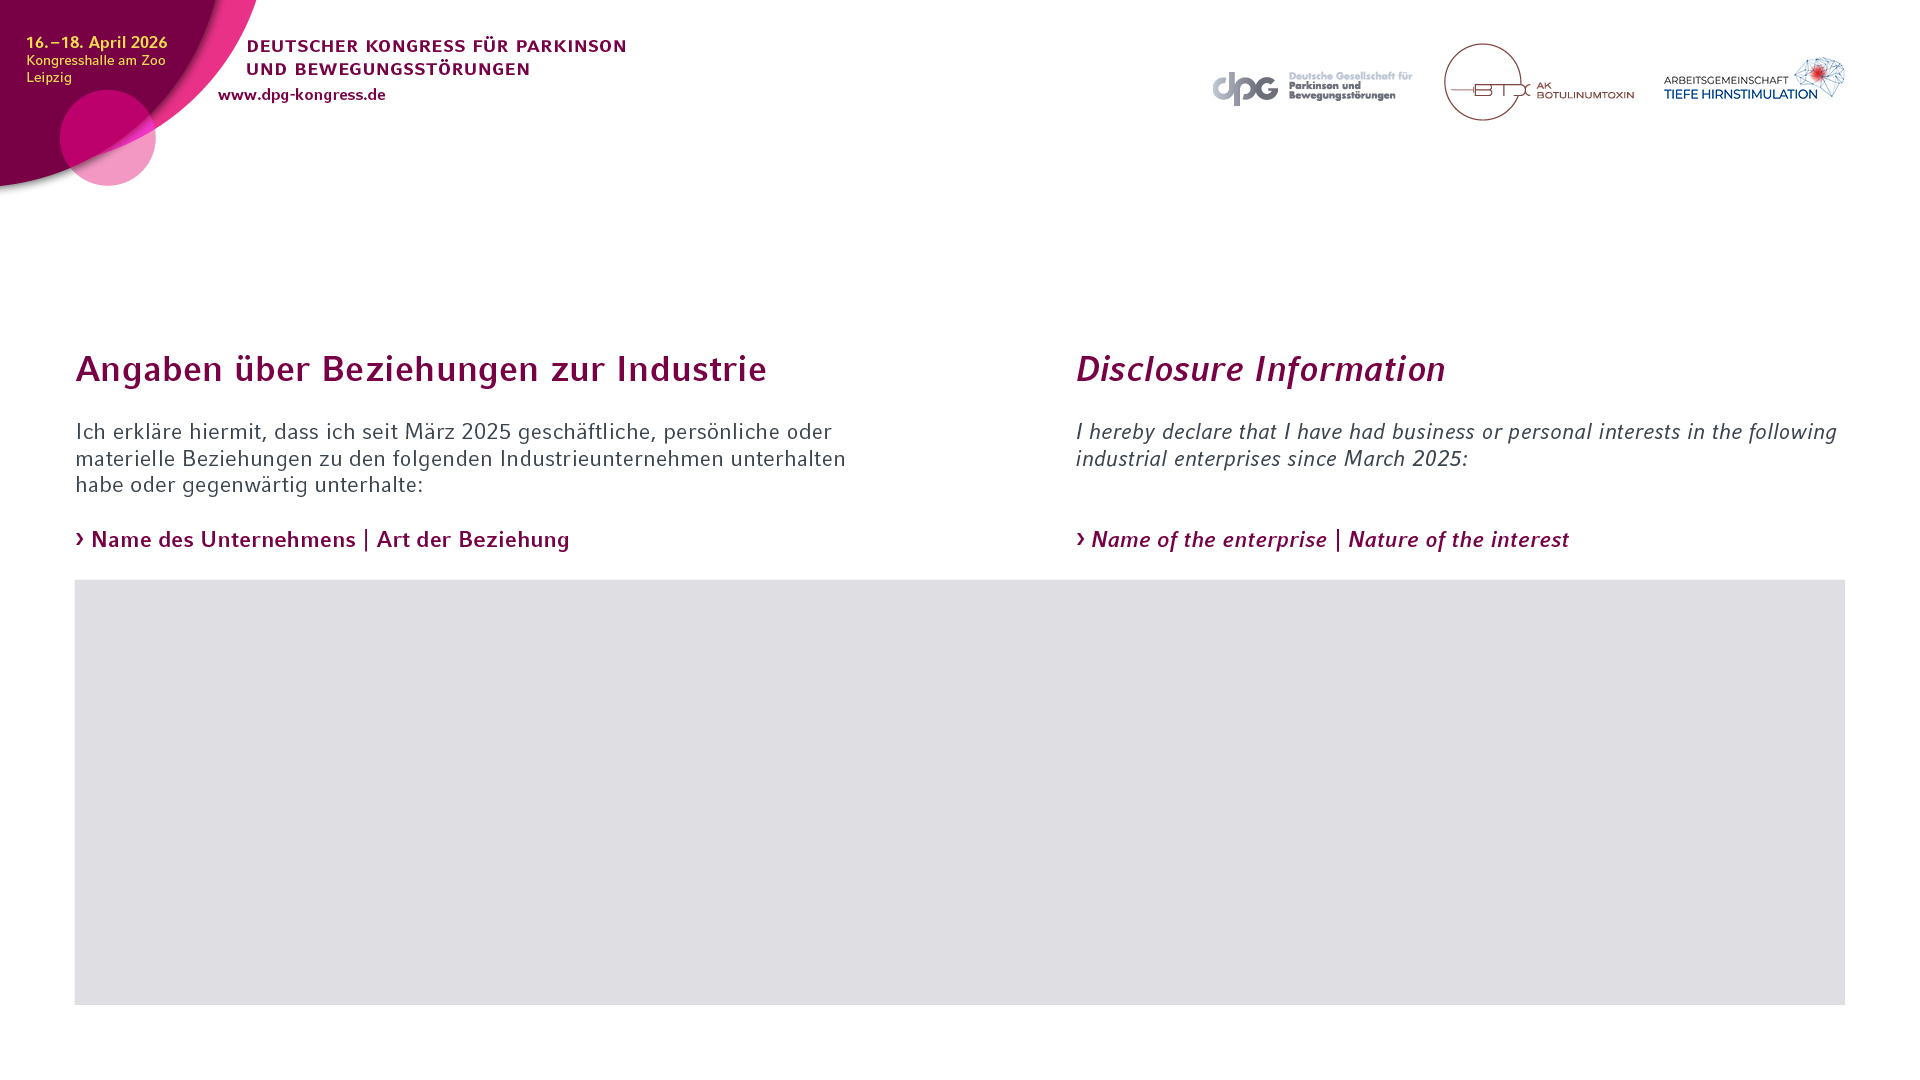 16.–18. April 2026
Kongresshalle am Zoo
Leipzig
DEUTSCHER KONGRESS FÜR PARKINSON
UND BEWEGUNGSSTÖRUNGEN
www.dpg-kongress.de
dpg
Deutsche Gesellschaft für
Parkinson und
Bewegungsstörungen
BTX
AK
BOTULINUMTOXIN
ARBEITSGEMEINSCHAFT
TIEFE HIRNSTIMULATION
Angaben über Beziehungen zur Industrie
Ich erkläre hiermit, dass ich seit März 2025 geschäftliche, persönliche oder
materielle Beziehungen zu den folgenden Industrieunternehmen unterhalten
habe oder gegenwärtig unterhalte:
› Name des Unternehmens | Art der Beziehung
Disclosure Information
I hereby declare that I have had business or personal interests in the following
industrial enterprises since March 2025:
› Name of the enterprise | Nature of the interest